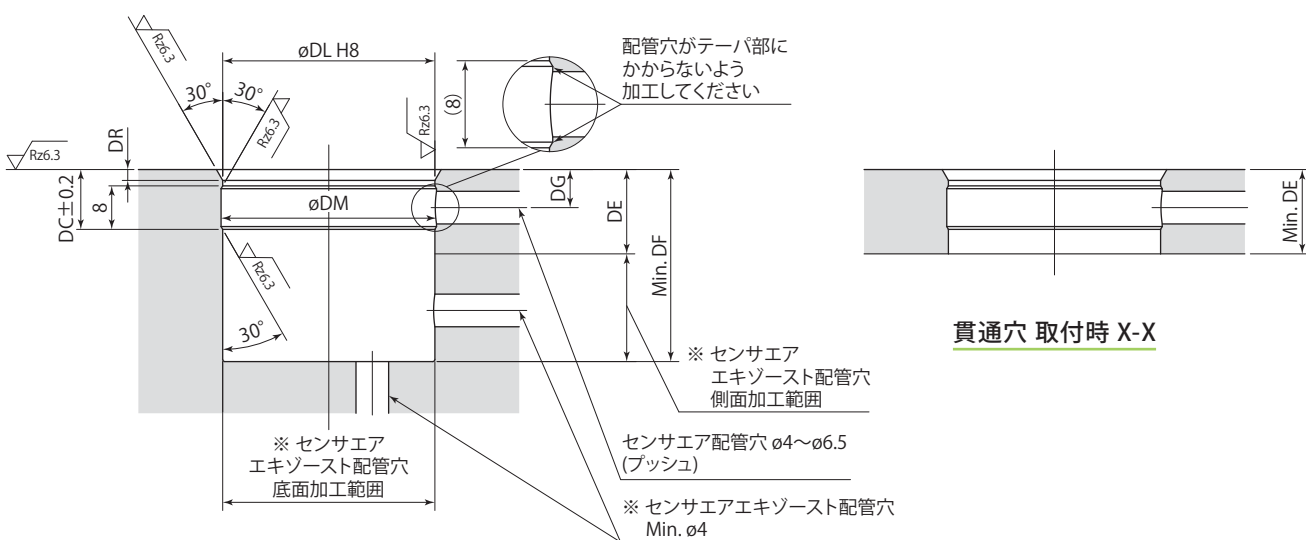 Rz6.3
øDL H8
配管穴がテーパ部に
かからないよう
加工してください
30°
30°
(8)
Rz6.3
Rz6.3
Rz6.3
DR
DC±0.2
8
øDM
DG
DE
Min. DF
Min. DE
Rz6.3
30°
貫通穴 取付時 X-X
※ センサエア
エキゾースト配管穴
側面加工範囲
センサエア配管穴 ø4～ø6.5
(プッシュ)
※ センサエア
エキゾースト配管穴
底面加工範囲
※ センサエアエキゾースト配管穴
Min. ø4